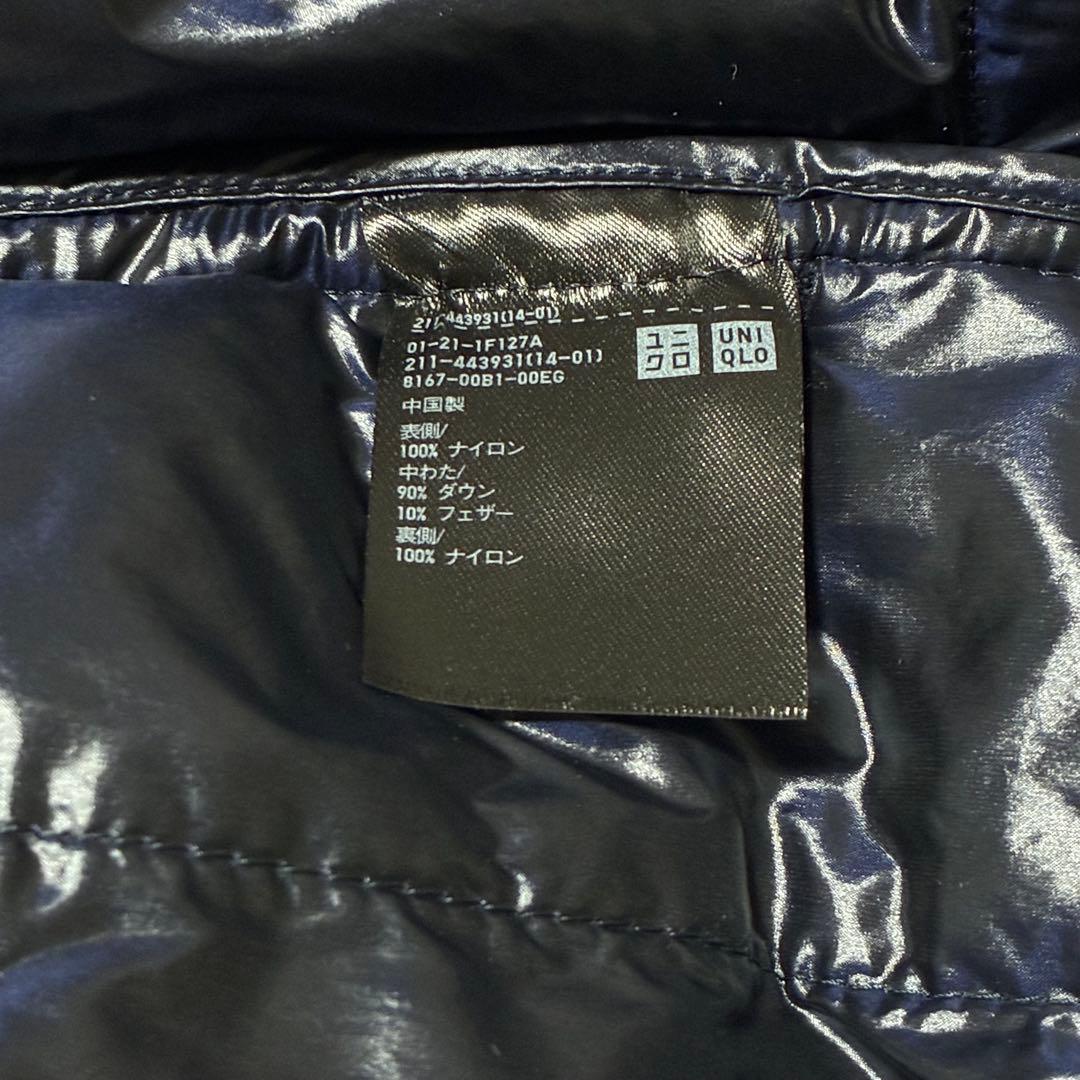 211-443931(14-01)
01-21-1F127A
211-443931(14-01)
8167-00B1-00EG
ユニ
クロ
UNI
QLO
中国製
表側/
100% ナイロン
中わた/
90% ダウン
10% フェザー
裏側/
100% ナイロン